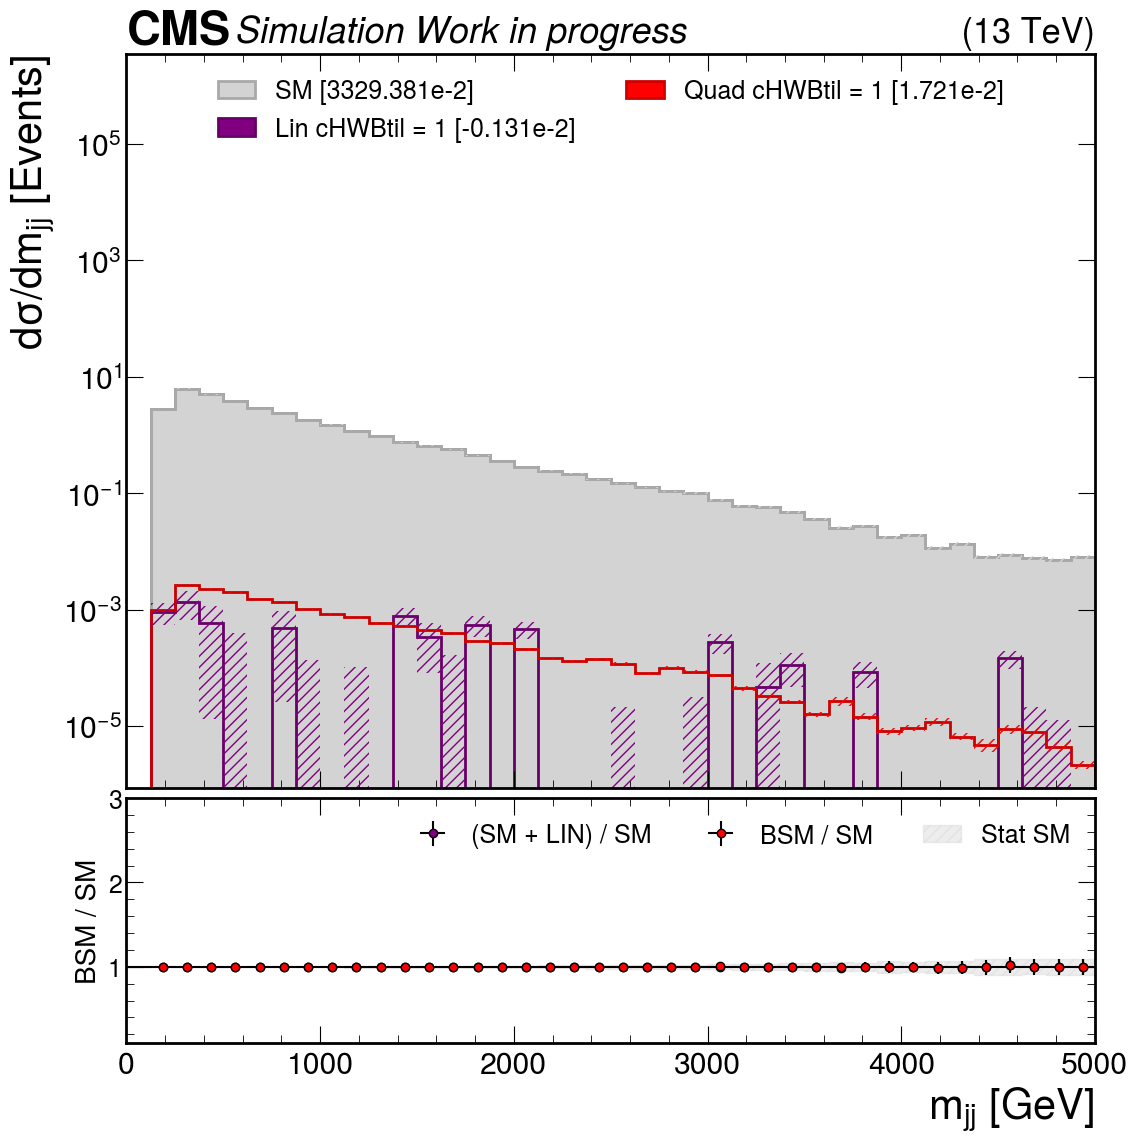 CMS Simulation Work in progress (13 TeV)
dσ/dm_jj [Events]
SM [3329.381e-2]
Quad cHWBtil = 1 [1.721e-2]
Lin cHWBtil = 1 [-0.131e-2]
10^5
10^3
10^1
10^−1
10^−3
10^−5
BSM / SM
(SM + LIN) / SM
BSM / SM
Stat SM
3
2
1
0 1000 2000 3000 4000 5000
m_jj [GeV]